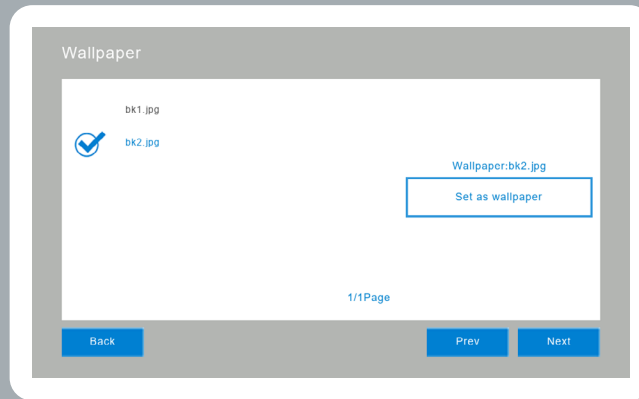 Wallpaper
bk1.jpg
bk2.jpg
Wallpaper:bk2.jpg
Set as wallpaper
1/1Page
Back
Prev
Next